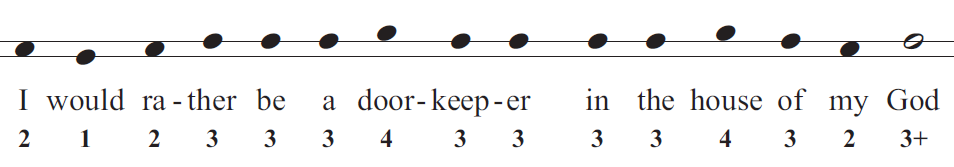 I would ra - ther be a door - keep - er in the house of my God
2 1 2 3 3 3 4 3 3 3 3 4 3 2 3+